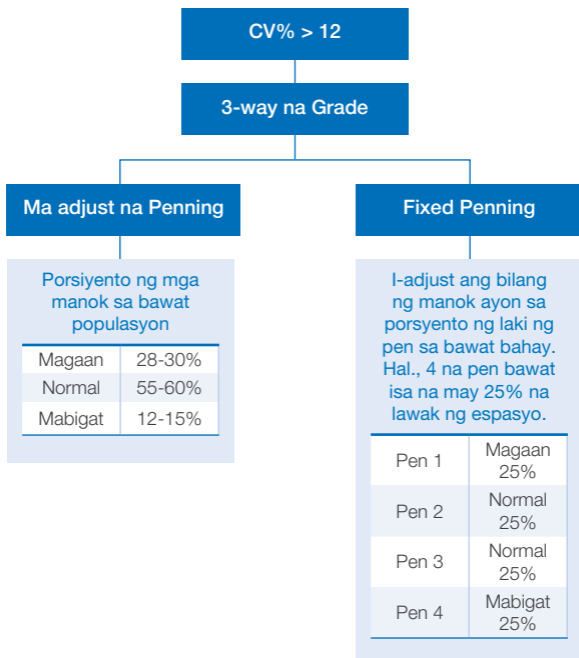 CV% > 12
3-way na Grade
Ma adjust na Penning
Porsiyento ng mga
manok sa bawat
populasyon
Magaan 28-30%
Normal 55-60%
Mabigat 12-15%
Fixed Penning
I-adjust ang bilang
ng manok ayon sa
porsyento ng laki ng
pen sa bawat bahay.
Hal., 4 na pen bawat
isa na may 25% na
lawak ng espasyo.
Pen 1 Magaan
25%
Pen 2 Normal
25%
Pen 3 Normal
25%
Pen 4 Mabigat
25%